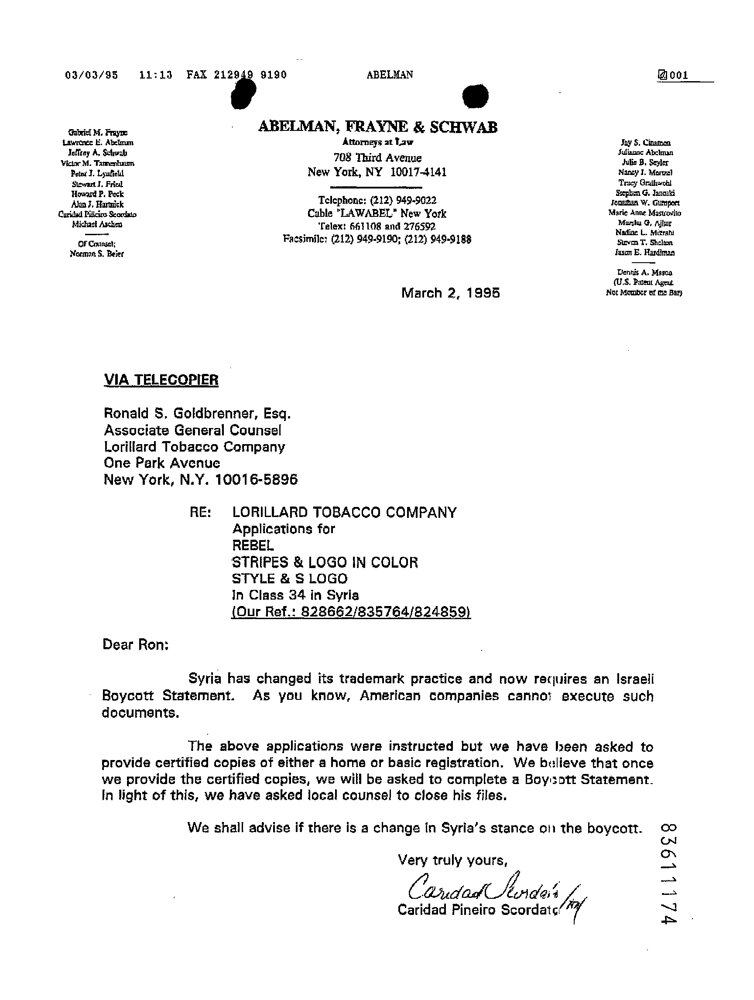 03/03/95 11:13 FAX 212949 9190 ABELMAN 001
ABELMAN, FRAYNE & SCHWAB
Attorneys at Law
708 Third Avenue
New York, NY 10017-4141
Telephone: (212) 949-9022
Cable "LAWABEL" New York
Telex: 661108 and 276592
Facsimile: (212) 949-9190; (212) 949-9188
Gabriel M. Frayne
Lawrence E. Abelman
Jeffrey A. Schwab
Victor M. Tannenbaum
Peter J. Lynfield
Stewart J. Fried
Howard P. Peck
Alan J. Hartnick
Caridad Piñeiro Scordato
Michael Aschen
Of Counsel:
Norman S. Beier
Jay S. Cinamon
Julianne Abelman
Julie B. Seyler
Nancy J. Mertzel
Tracy
Stephen G. Janoski
Jonathan W. Gumport
Marie Anne Mastrovito
Marsha G. Ajhar
Nadine L. Mizrahi
Steven T. Shelton
Jason E. Hardiman
Dennis A. Mason
(U.S. Patent Agent
Not Member of the Bar)
March 2, 1995
VIA TELECOPIER
Ronald S. Goldbrenner, Esq.
Associate General Counsel
Lorillard Tobacco Company
One Park Avenue
New York, N.Y. 10016-5896
RE: LORILLARD TOBACCO COMPANY
Applications for
REBEL
STRIPES & LOGO IN COLOR
STYLE & S LOGO
In Class 34 in Syria
(Our Ref.: 828662/835764/824859)
Dear Ron:
Syria has changed its trademark practice and now requires an Israeli
Boycott Statement. As you know, American companies cannot execute such
documents.
The above applications were instructed but we have been asked to
provide certified copies of either a home or basic registration. We believe that once
we provide the certified copies, we will be asked to complete a Boycott Statement.
In light of this, we have asked local counsel to close his files.
We shall advise if there is a change in Syria's stance on the boycott.
Very truly yours,
Caridad Scordato
Caridad Pineiro Scordato
83611174